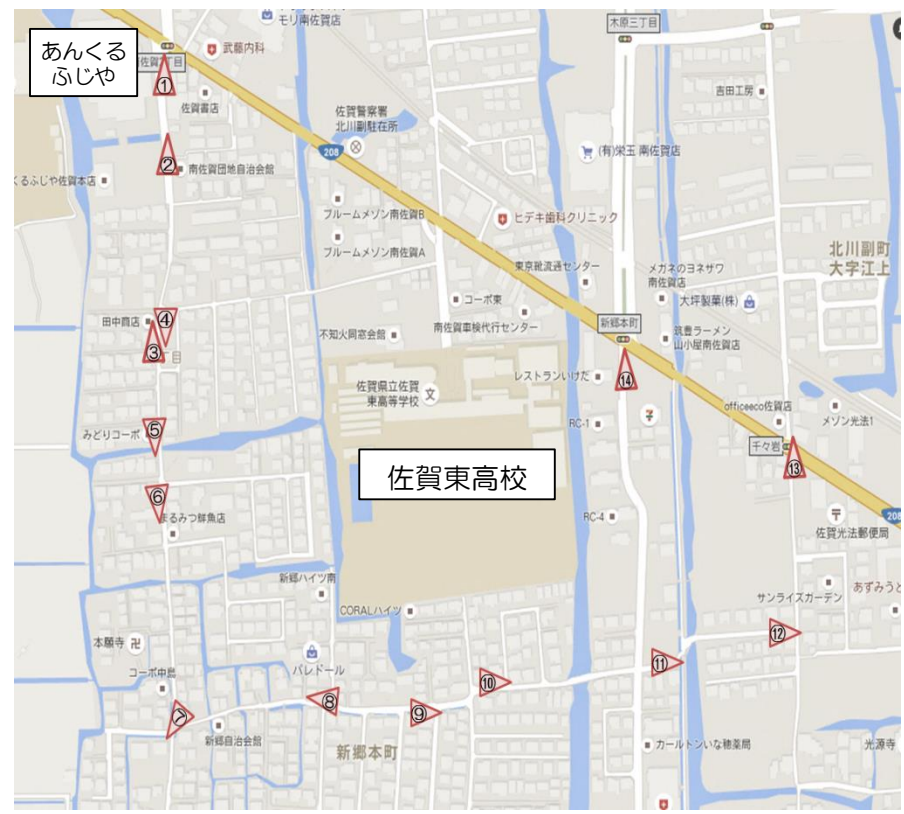 モリ南佐賀店
木原三丁目
あんくる
ふじや
武藤内科
①
佐賀書店
吉田工房
佐賀警察署
北川副駐在所
208
(有)栄玉 南佐賀店
②
南佐賀団地自治会館
くるふじや佐賀本店
ブルームメゾン南佐賀B
ヒデキ歯科クリニック
ブルームメゾン南佐賀A
北川副町
大字江上
東京靴流通センター
メガネのヨネザワ
南佐賀店
コーポ東
大坪製菓(株)
田中商店
④
③
丁目
不知火同窓会館
南佐賀車検代行センター
新郷本町
筑豊ラーメン
山小屋南佐賀店
レストランいけだ
⑭
佐賀県立佐賀
東高等学校
文
officeeco佐賀店
メゾン光法1
RC-1
みどりコーポ
⑤
千々岩
⑬
佐賀東高校
⑥
まるみつ鮮魚店
RC-4
208
佐賀光法郵便局
新郷ハイツ南
あずみうと
サンライズガーデン
CORALハイツ
⑫
本願寺
パレドール
⑪
コーポ中島
⑩
⑧
⑦
⑨
新郷自治会館
新郷本町
カールトンいな穂薬局
光源寺